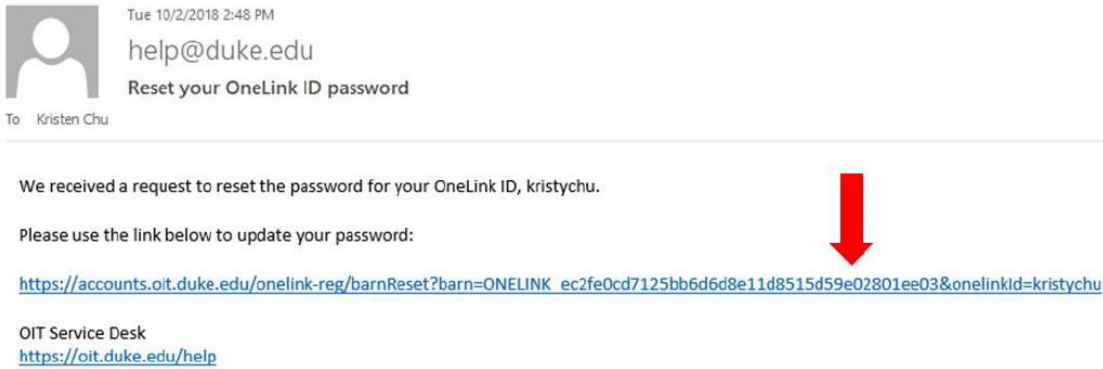 Tue 10/2/2018 2:48 PM
help@duke.edu
Reset your OneLink ID password
To Kristen Chu
We received a request to reset the password for your OneLink ID, kristychu.
Please use the link below to update your password:
https://accounts.oit.duke.edu/onelink-reg/barnReset?barn=ONELINK_ec2fe0cd7125bb6d6d8e11d8515d59e02801ee03&onelinkId=kristychu
OIT Service Desk
https://oit.duke.edu/help